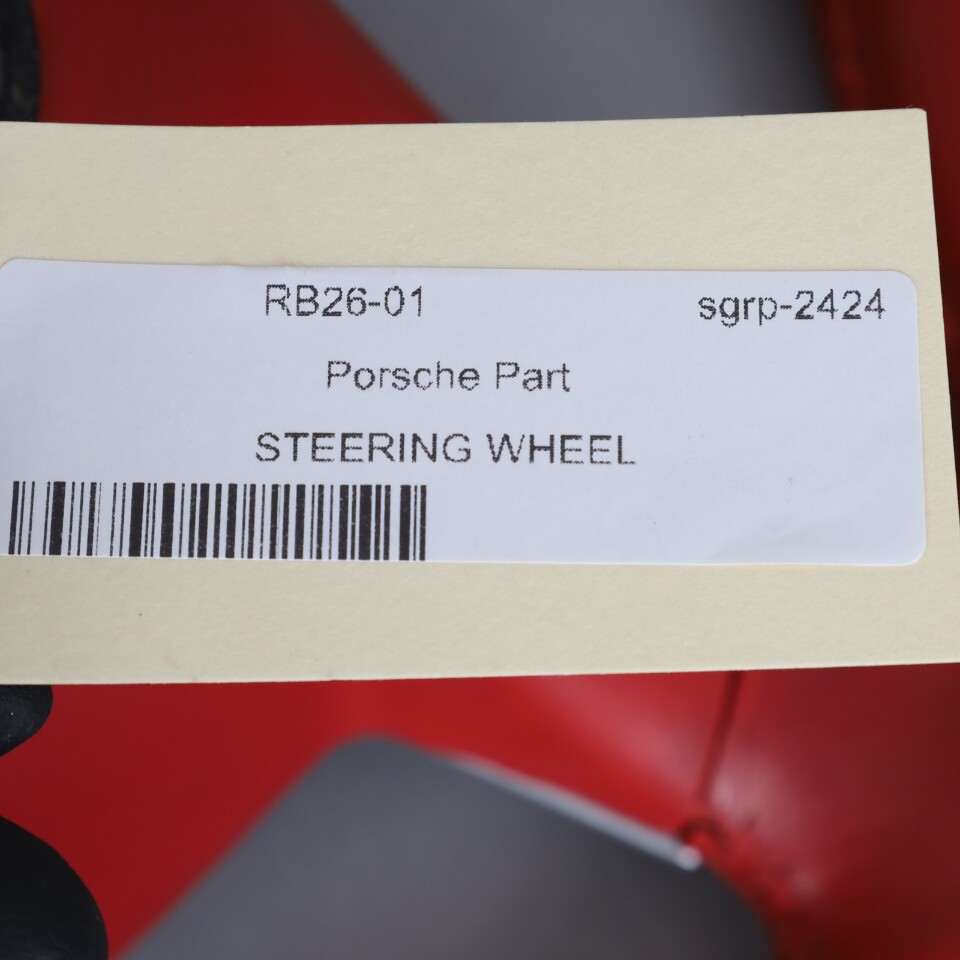 RB26-01 sgrp-2424
Porsche Part
STEERING WHEEL